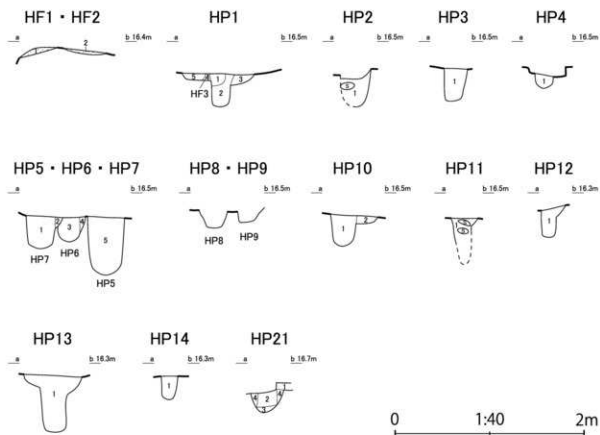 HF1・HF2
a b 16.4m
2
1
HP1
a b 16.5m
5 4 1 3
HF3 2
HP2
a b 16.5m
S
1
HP3
a b 16.5m
1
HP4
a b 16.5m
1
HP5・HP6・HP7
a b 16.5m
1 2 3 4
5
HP7 HP6
HP5
HP8・HP9
a b 16.5m
HP8 HP9
HP10
a b 16.5m
1 2
HP11
a b 16.5m
S
S
HP12
a b 16.3m
1
HP13
a b 16.3m
1
HP14
a b 16.3m
1
HP21
a b 16.7m
1
4 2 4
3
0 1:40 2m